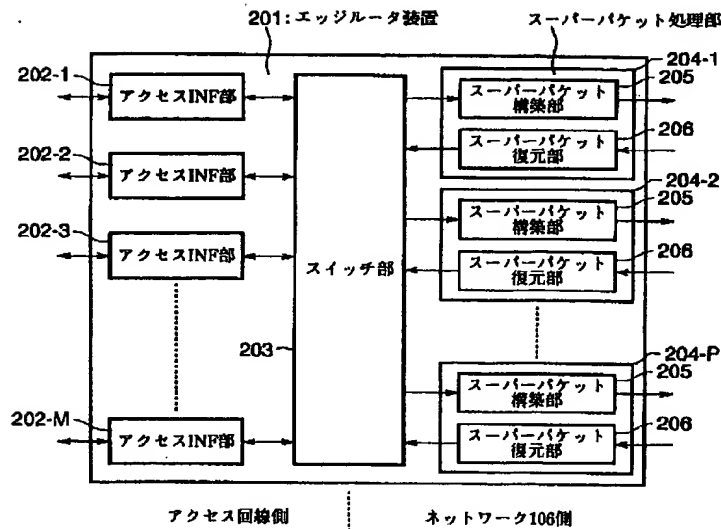 201:エッジルータ装置
スーパーパケット処理部
202-1
アクセスINF部
202-2
アクセスINF部
202-3
アクセスINF部
202-M
アクセスINF部
203
スイッチ部
204-1
205
スーパーパケット
構築部
206
スーパーパケット
復元部
204-2
205
スーパーパケット
構築部
206
スーパーパケット
復元部
204-P
205
スーパーパケット
構築部
206
スーパーパケット
復元部
アクセス回線側
ネットワーク106側